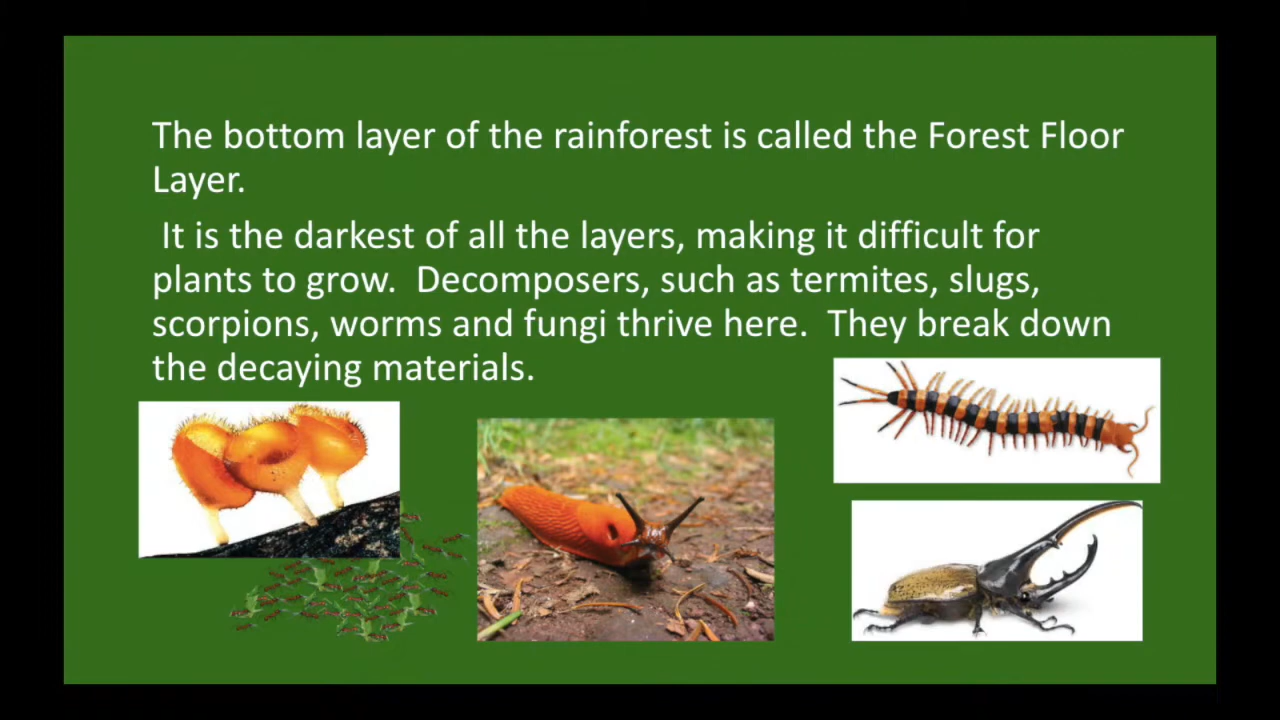 The bottom layer of the rainforest is called the Forest Floor
Layer.
It is the darkest of all the layers, making it difficult for
plants to grow.  Decomposers, such as termites, slugs,
scorpions, worms and fungi thrive here.  They break down
the decaying materials.